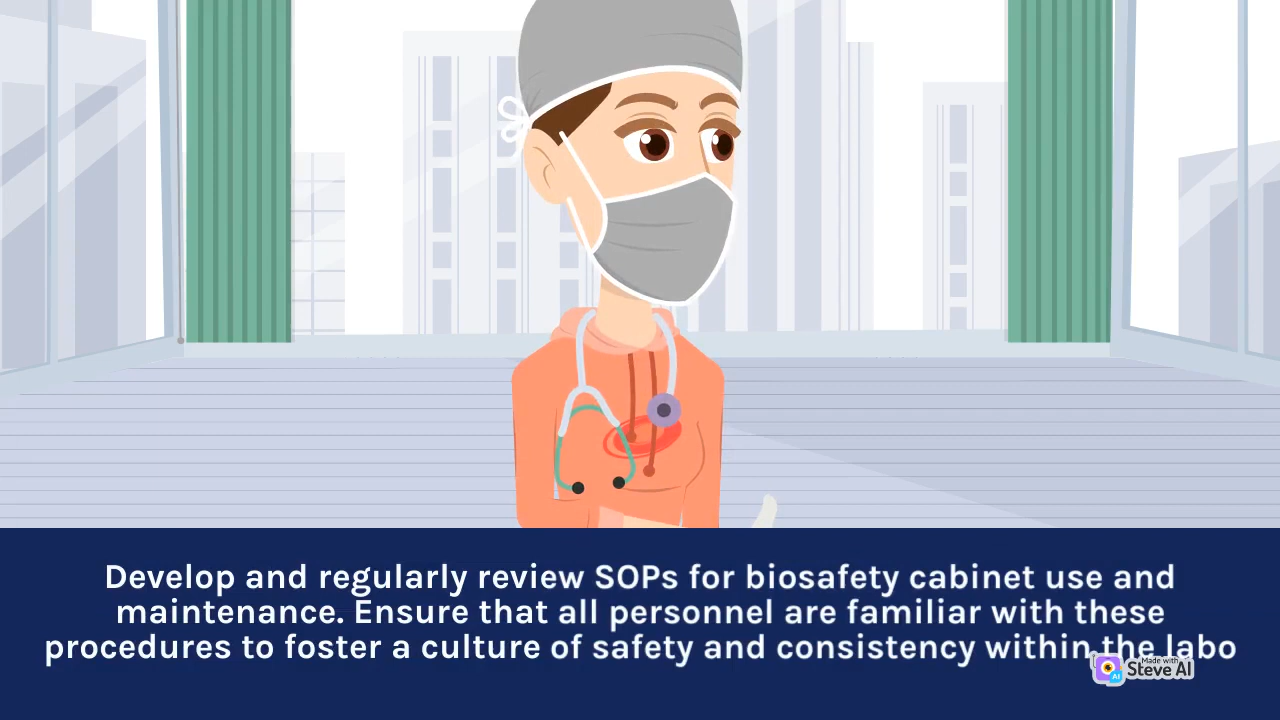 Develop and regularly review SOPs for biosafety cabinet use and
maintenance. Ensure that all personnel are familiar with these
procedures to foster a culture of safety and consistency within the labo
Made with
Steve AI
AI